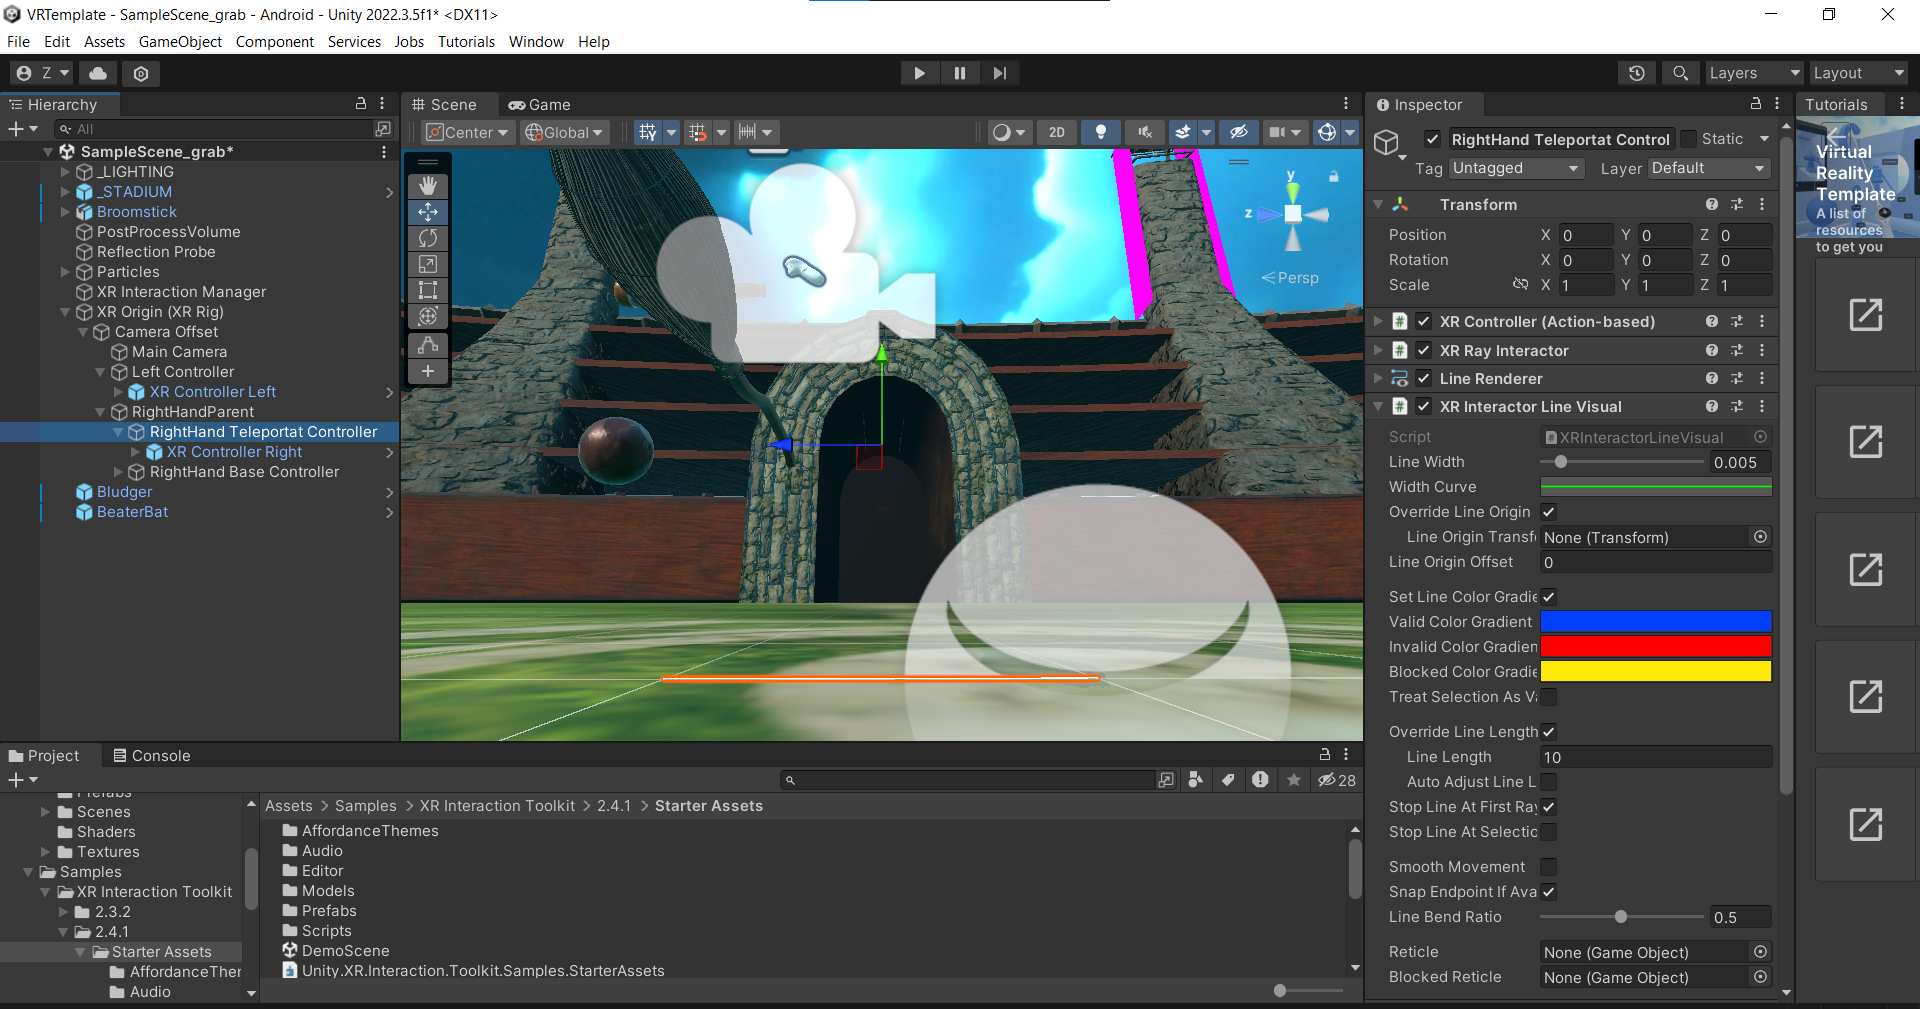 VRTemplate - SampleScene_grab - Android - Unity 2022.3.5f1* <DX11>
File Edit Assets GameObject Component Services Jobs Tutorials Window Help
Z Layers Layout
Hierarchy
All
SampleScene_grab*
_LIGHTING
_STADIUM
Broomstick
PostProcessVolume
Reflection Probe
Particles
XR Interaction Manager
XR Origin (XR Rig)
Camera Offset
Main Camera
Left Controller
XR Controller Left
RightHandParent
RightHand Teleportat Controller
XR Controller Right
RightHand Base Controller
Bludger
BeaterBat
Scene Game
Center Global 2D
y
z
Persp
Inspector
RightHand Teleportat Control Static
Tag Untagged Layer Default
Transform
Position X 0 Y 0 Z 0
Rotation X 0 Y 0 Z 0
Scale X 1 Y 1 Z 1
XR Controller (Action-based)
XR Ray Interactor
Line Renderer
XR Interactor Line Visual
Script XRInteractorLineVisual
Line Width 0.005
Width Curve
Override Line Origin
Line Origin Transf None (Transform)
Line Origin Offset 0
Set Line Color Gradie
Valid Color Gradient
Invalid Color Gradien
Blocked Color Gradie
Treat Selection As Va
Override Line Length
Line Length 10
Auto Adjust Line L
Stop Line At First Ray
Stop Line At Selectio
Smooth Movement
Snap Endpoint If Ava
Line Bend Ratio 0.5
Reticle None (Game Object)
Blocked Reticle None (Game Object)
Tutorials
Virtual
Reality
Template
A list of
resources
to get you
Project Console
28
Prefabs
Scenes
Shaders
Textures
Samples
XR Interaction Toolkit
2.3.2
2.4.1
Starter Assets
AffordanceTher
Audio
Assets > Samples > XR Interaction Toolkit > 2.4.1 > Starter Assets
AffordanceThemes
Audio
Editor
Models
Prefabs
Scripts
DemoScene
Unity.XR.Interaction.Toolkit.Samples.StarterAssets